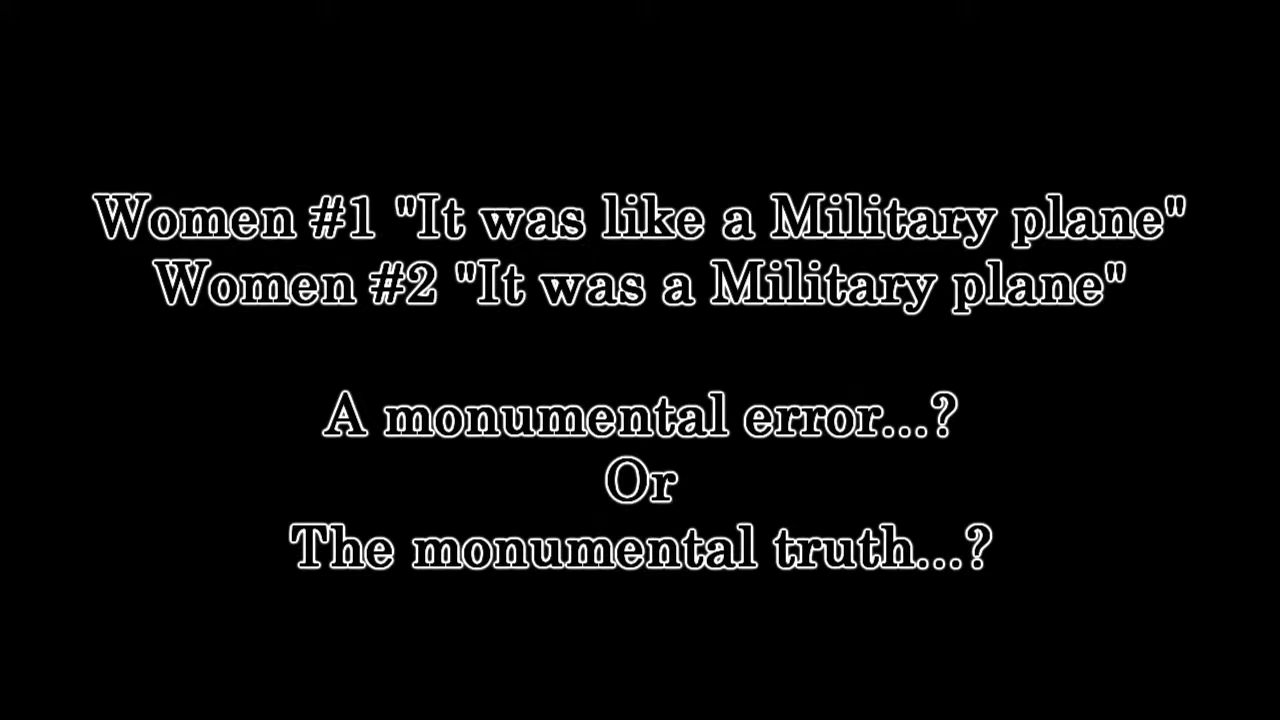 Women #1 "It was like a Military plane"
Women #2 "It was a Military plane"
A monumental error...?
Or
The monumental truth...?